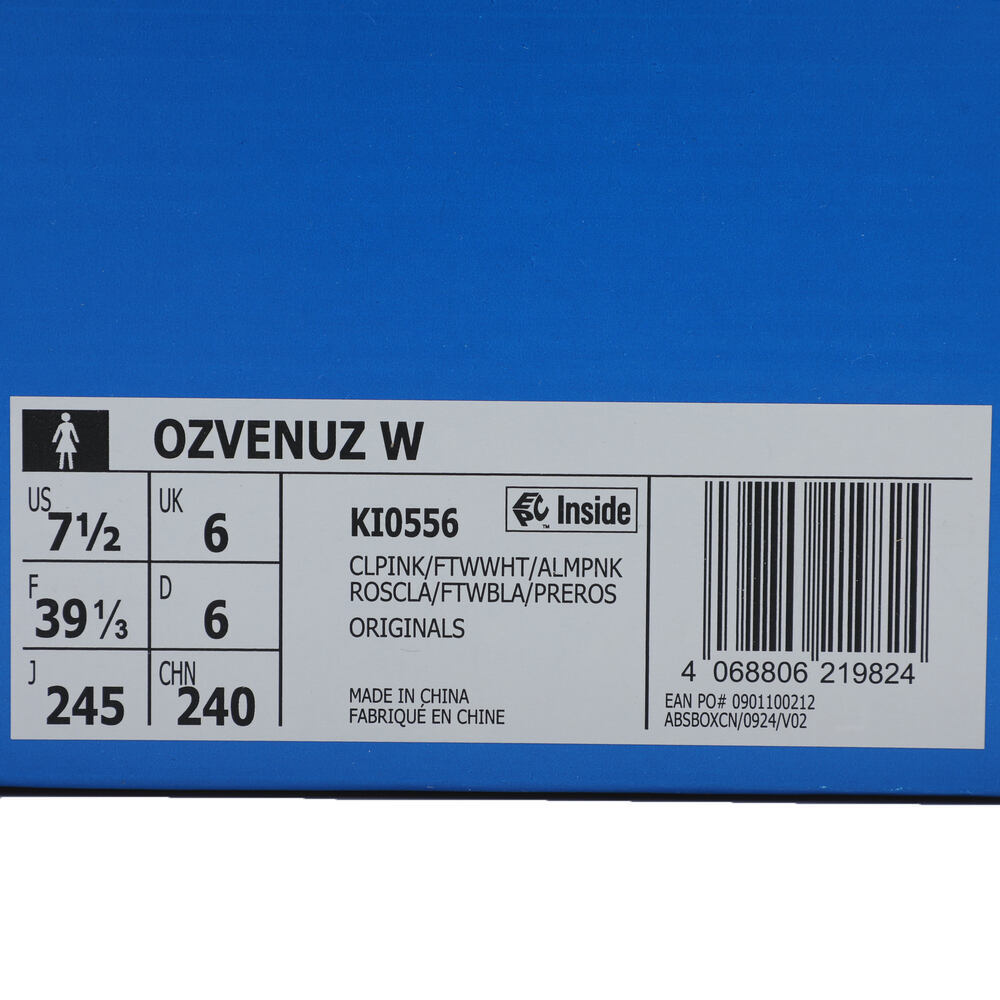 OZVENUZ W
US 7½
UK 6
F 39⅓
D 6
J 245
CHN 240
KI0556
EPC™ Inside
CLPINK/FTWWHT/ALMPNK
ROSCLA/FTWBLA/PREROS
ORIGINALS
MADE IN CHINA
FABRIQUÉ EN CHINE
4 068806 219824
EAN PO# 0901100212
ABSBOXCN/0924/V02